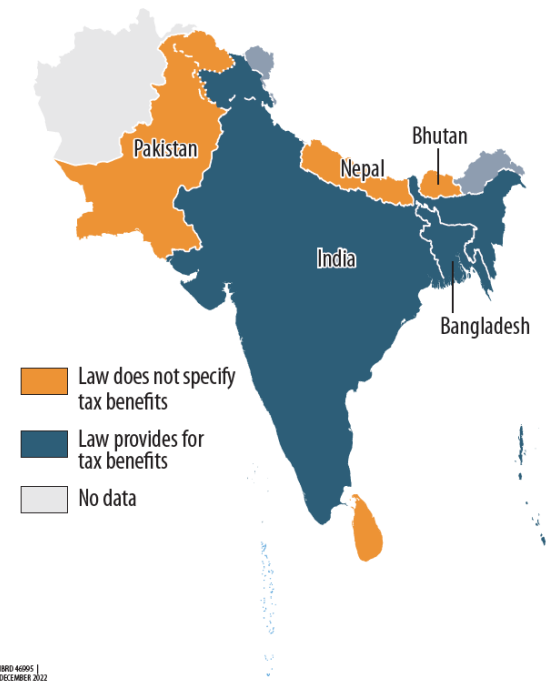 Bhutan
Pakistan
Nepal
India
Bangladesh
Law does not specify
tax benefits
Law provides for
tax benefits
No data
IBRD 46995 |
DECEMBER 2022